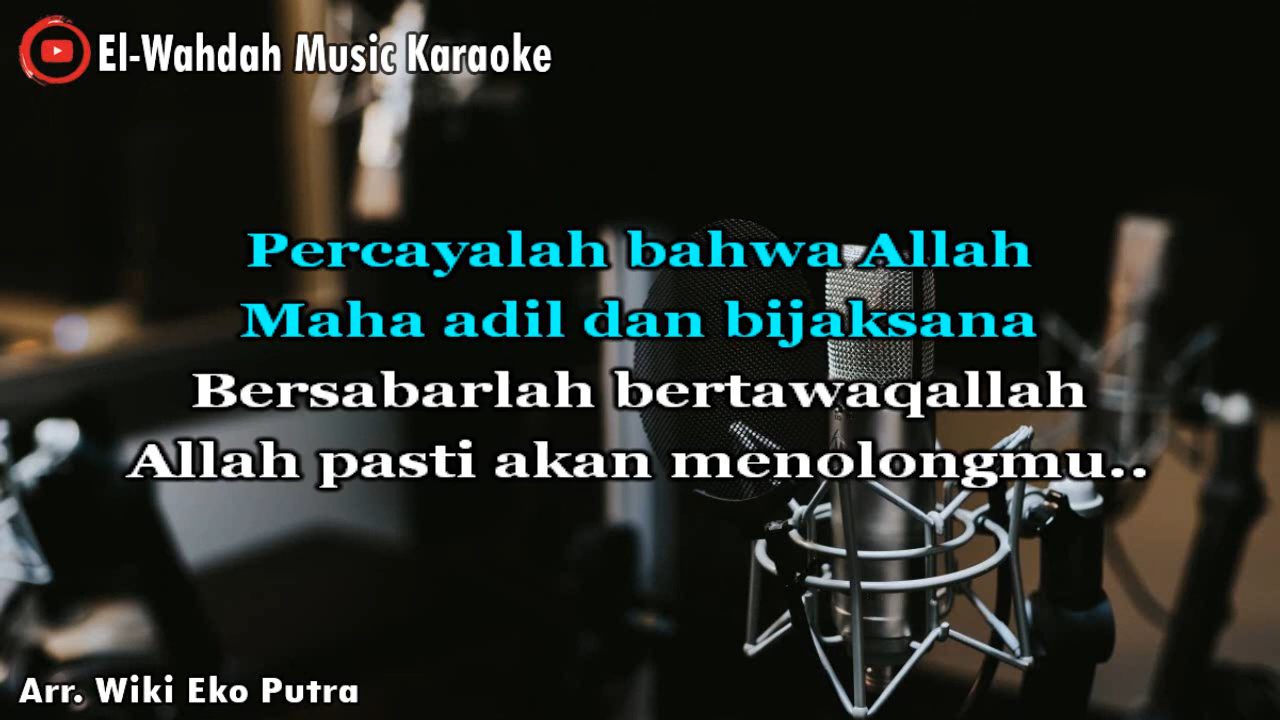 El-Wahdah Music Karaoke
Percayalah bahwa Allah
Maha adil dan bijaksana
Bersabarlah bertawaqallah
Allah pasti akan menolongmu..
Arr. Wiki Eko Putra